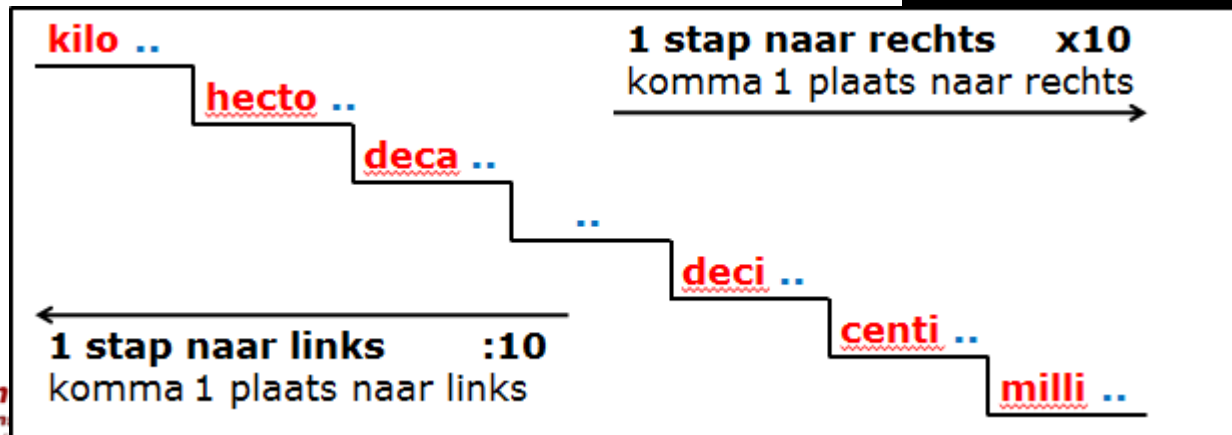 kilo ..
1 stap naar rechts x10
komma 1 plaats naar rechts
hecto ..
deca ..
..
deci ..
1 stap naar links :10
komma 1 plaats naar links
centi ..
milli ..